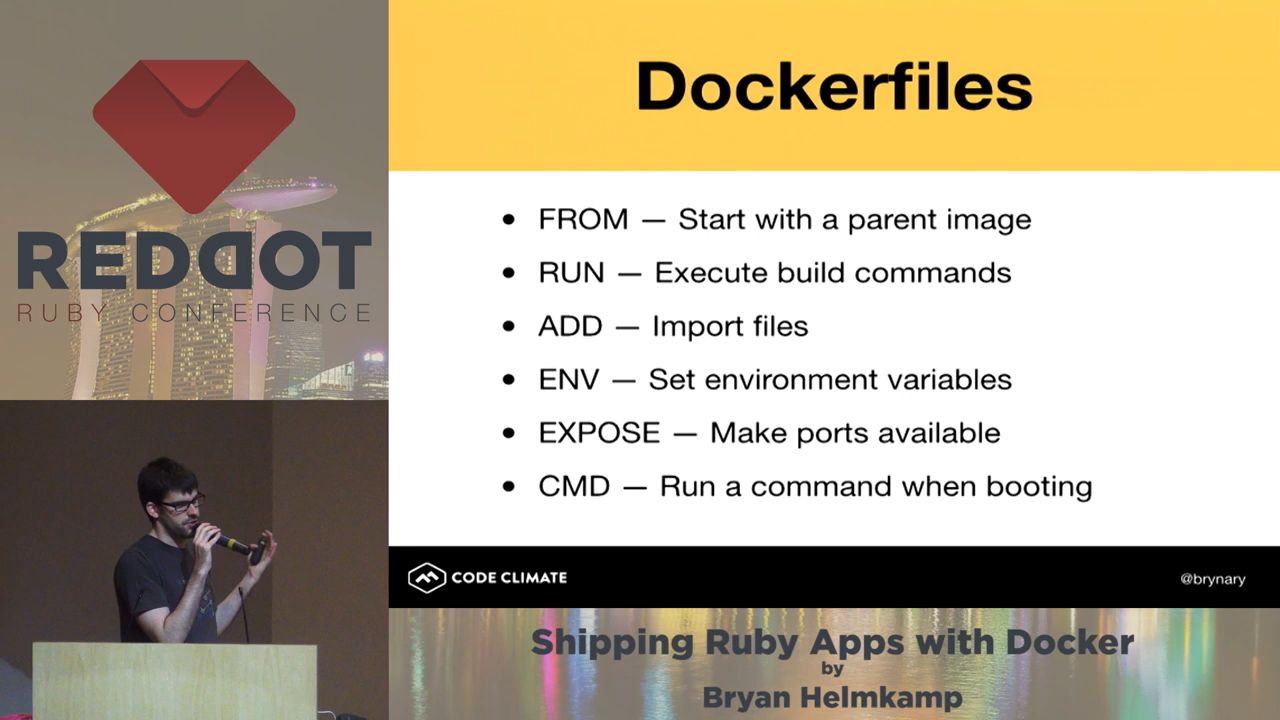 REDDOT
RUBY CONFERENCE
Dockerfiles
• FROM — Start with a parent image
• RUN — Execute build commands
• ADD — Import files
• ENV — Set environment variables
• EXPOSE — Make ports available
• CMD — Run a command when booting
CODE CLIMATE
@brynary
Shipping Ruby Apps with Docker
by
Bryan Helmkamp